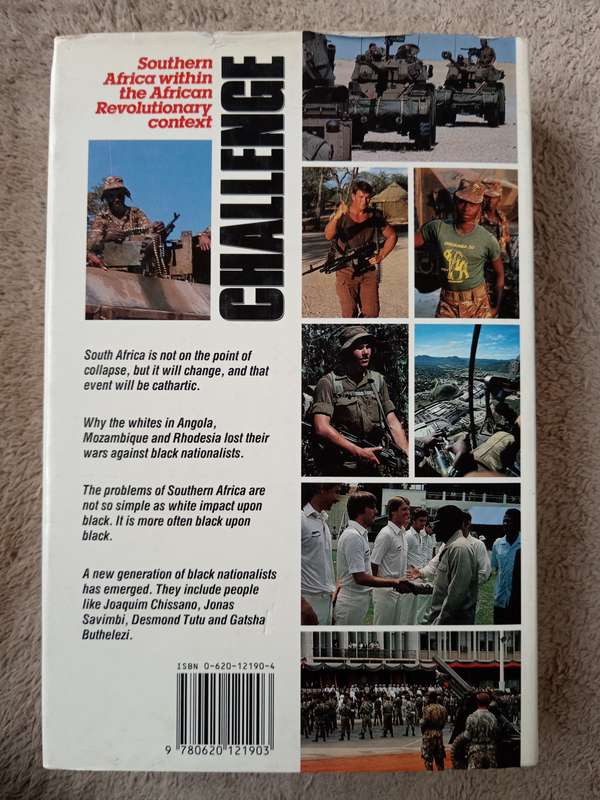 Southern
Africa within
the African
Revolutionary
context
CHALLENGE
South Africa is not on the point of
collapse, but it will change, and that
event will be cathartic.
Why the whites in Angola,
Mozambique and Rhodesia lost their
wars against black nationalists.
The problems of Southern Africa are
not so simple as white impact upon
black. It is more often black upon
black.
A new generation of black nationalists
has emerged. They include people
like Joaquim Chissano, Jonas
Savimbi, Desmond Tutu and Gatsha
Buthelezi.
ISBN 0-620-12190-4
9 780620 121903